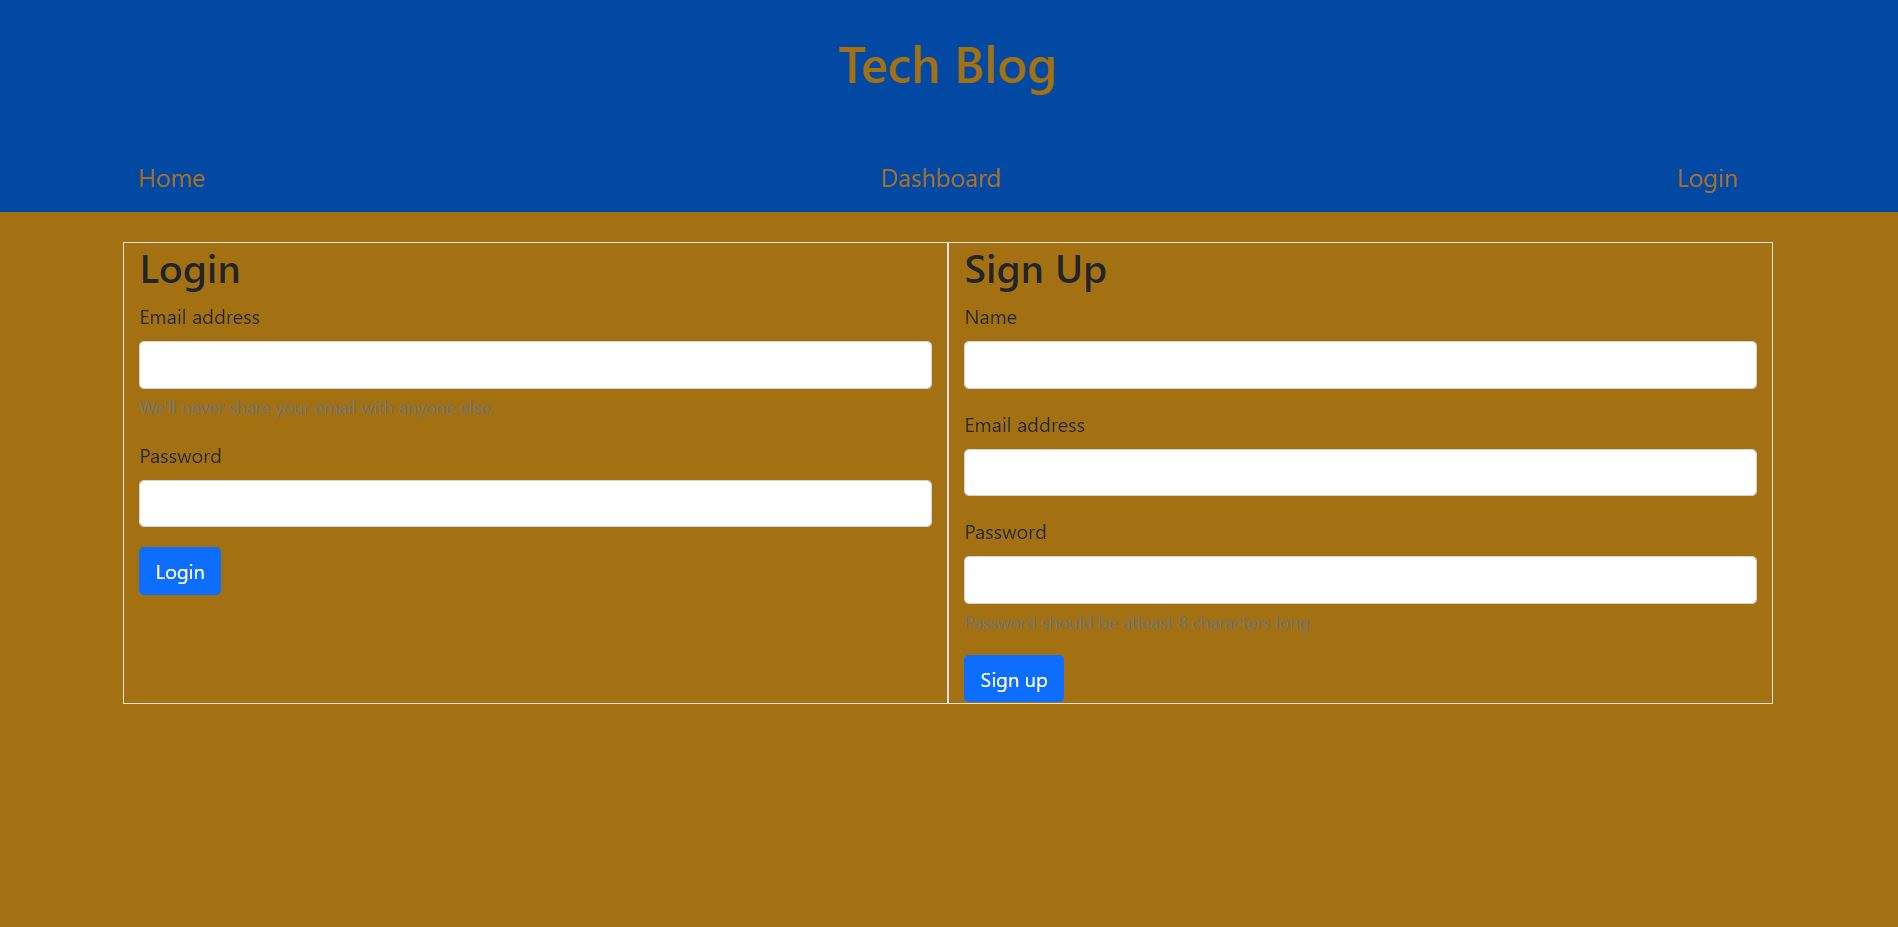 Tech Blog
Home
Dashboard
Login
Login
Email address
We'll never share your email with anyone else.
Password
Login
Sign Up
Name
Email address
Password
Password should be atleast 8 characters long
Sign up